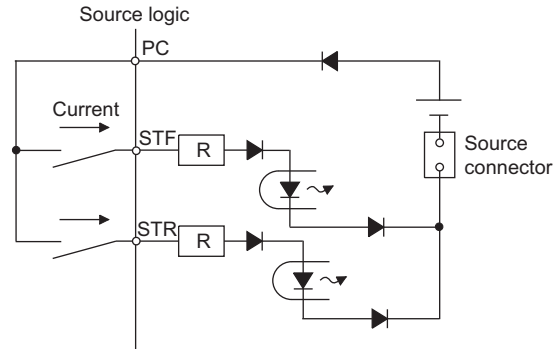 Source logic
PC
Current
STF
R
Source
connector
STR
R